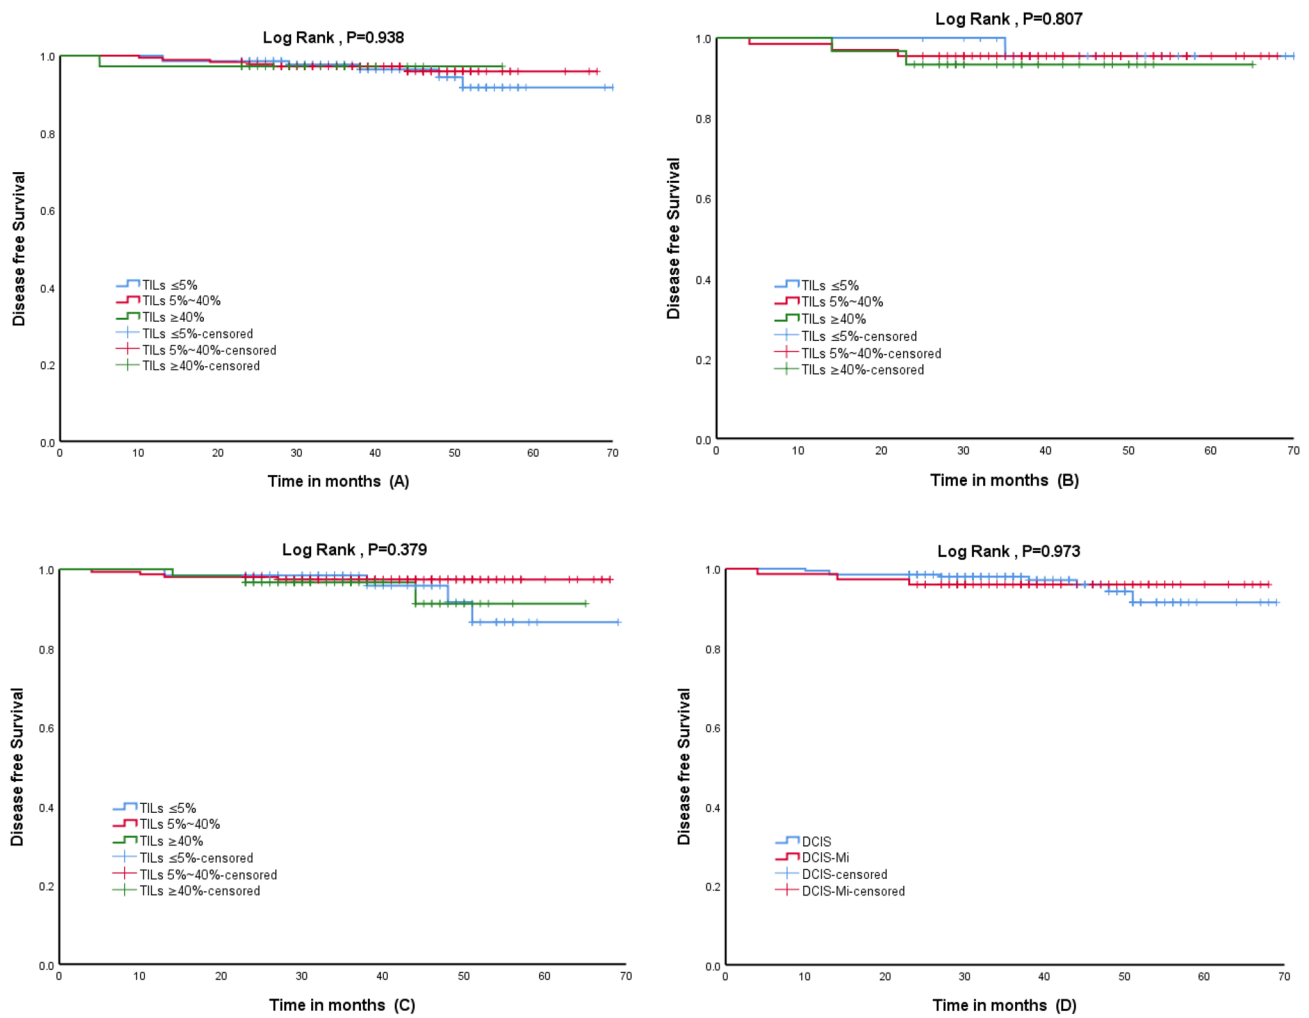 Log Rank , P=0.938
1.0
0.8
0.6
0.4
0.2
0.0
Disease free Survival
TILs ≤5%
TILs 5%~40%
TILs ≥40%
TILs ≤5%-censored
TILs 5%~40%-censored
TILs ≥40%-censored
0 10 20 30 40 50 60 70
Time in months (A)
Log Rank , P=0.807
1.0
0.8
0.6
0.4
0.2
0.0
Disease free Survival
TILs ≤5%
TILs 5%~40%
TILs ≥40%
TILs ≤5%-censored
TILs 5%~40%-censored
TILs ≥40%-censored
0 10 20 30 40 50 60 70
Time in months (B)
Log Rank , P=0.379
1.0
0.8
0.6
0.4
0.2
0.0
Disease free Survival
TILs ≤5%
TILs 5%~40%
TILs ≥40%
TILs ≤5%-censored
TILs 5%~40%-censored
TILs ≥40%-censored
0 10 20 30 40 50 60 70
Time in months (C)
Log Rank , P=0.973
1.0
0.8
0.6
0.4
0.2
0.0
Disease free Survival
DCIS
DCIS-Mi
DCIS-censored
DCIS-Mi-censored
0 10 20 30 40 50 60 70
Time in months (D)